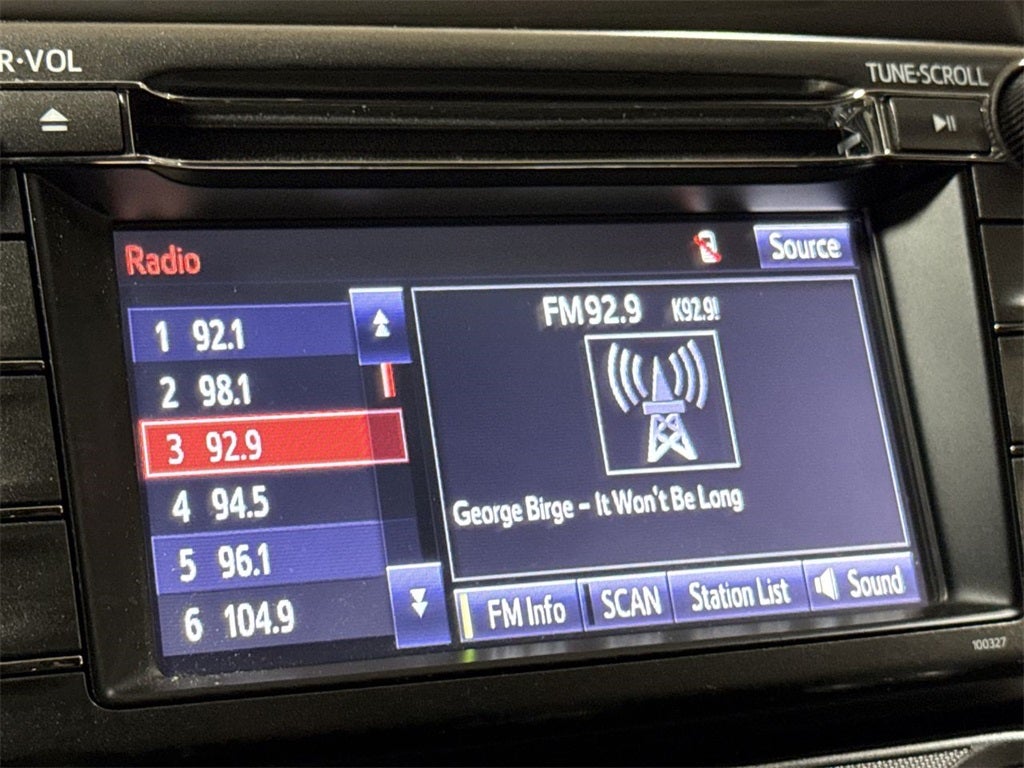 R·VOL
TUNE·SCROLL
Radio
Source
1 92.1
2 98.1
3 92.9
4 94.5
5 96.1
6 104.9
FM92.9 K92.9!
George Birge - It Won't Be Long
FM Info SCAN Station List Sound
100327